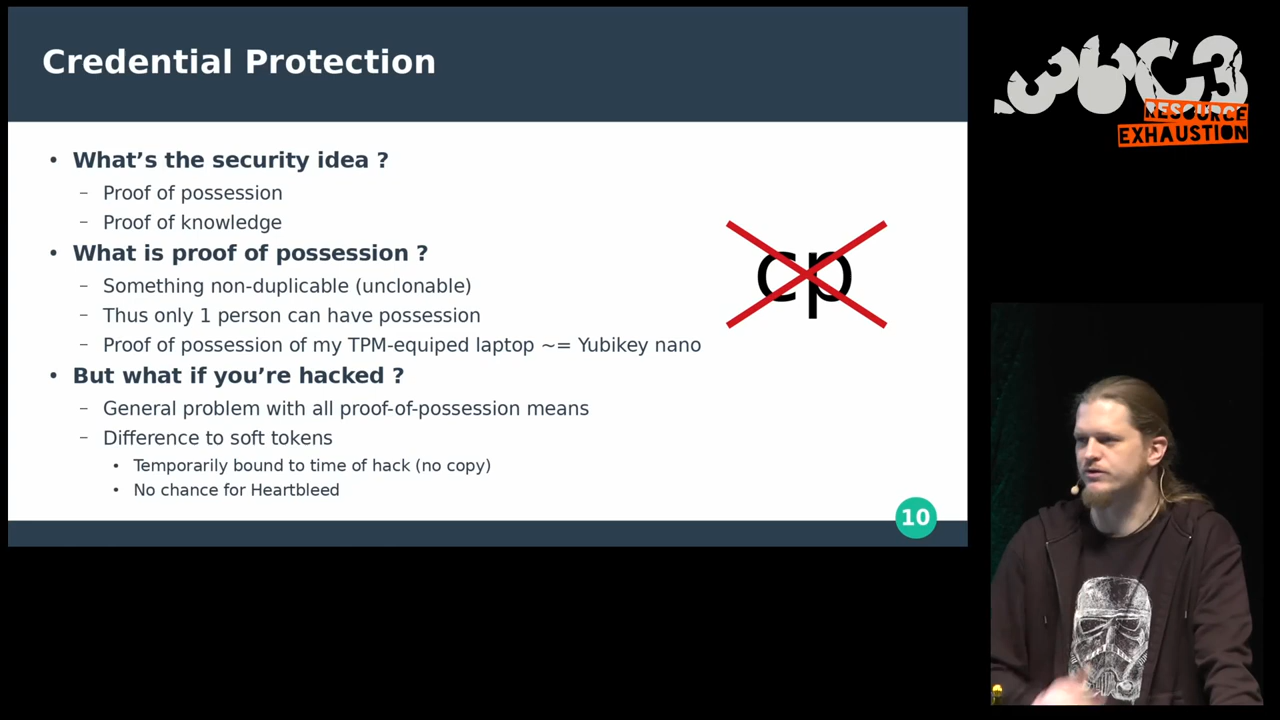 Credential Protection
• What's the security idea ?
– Proof of possession
– Proof of knowledge
• What is proof of possession ?
– Something non-duplicable (unclonable)
– Thus only 1 person can have possession
– Proof of possession of my TPM-equiped laptop ~= Yubikey nano
• But what if you're hacked ?
– General problem with all proof-of-possession means
– Difference to soft tokens
• Temporarily bound to time of hack (no copy)
• No chance for Heartbleed
cp
10
36C3
RESOURCE
EXHAUSTION